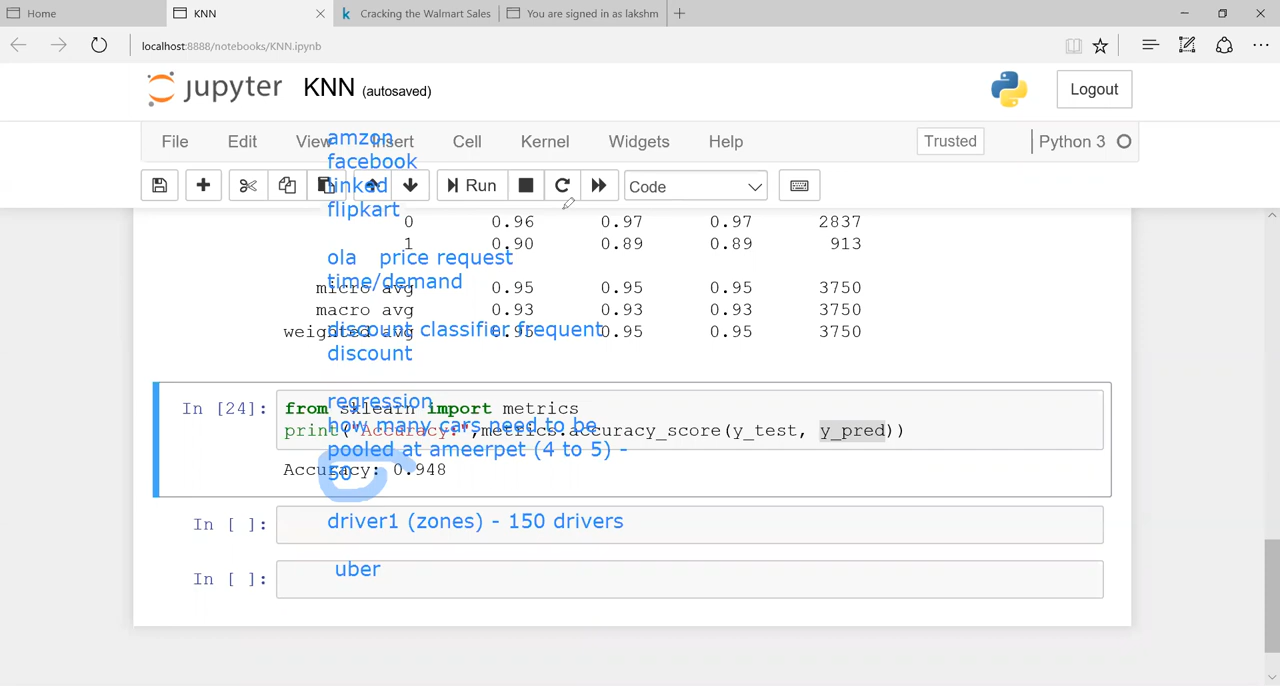 Home
KNN
Cracking the Walmart Sales
You are signed in as lakshm
localhost:8888/notebooks/KNN.ipynb
jupyter KNN (autosaved)
Logout
File Edit View Insert Cell Kernel Widgets Help Trusted Python 3
Run Code
amzon
facebook
linked
flipkart
0 0.96 0.97 0.97 2837
1 0.90 0.89 0.89 913
ola price request
time/demand
micro avg 0.95 0.95 0.95 3750
macro avg 0.93 0.93 0.93 3750
weighted avg 0.95 0.95 0.95 3750
discount classifier frequent
discount
In [24]:
from sklearn import metrics
print("Accuracy:",metrics.accuracy_score(y_test, y_pred))
Accuracy: 0.948
regression
how many cars need to be
pooled at ameerpet (4 to 5) -
50
In [ ]:
driver1 (zones) - 150 drivers
In [ ]:
uber